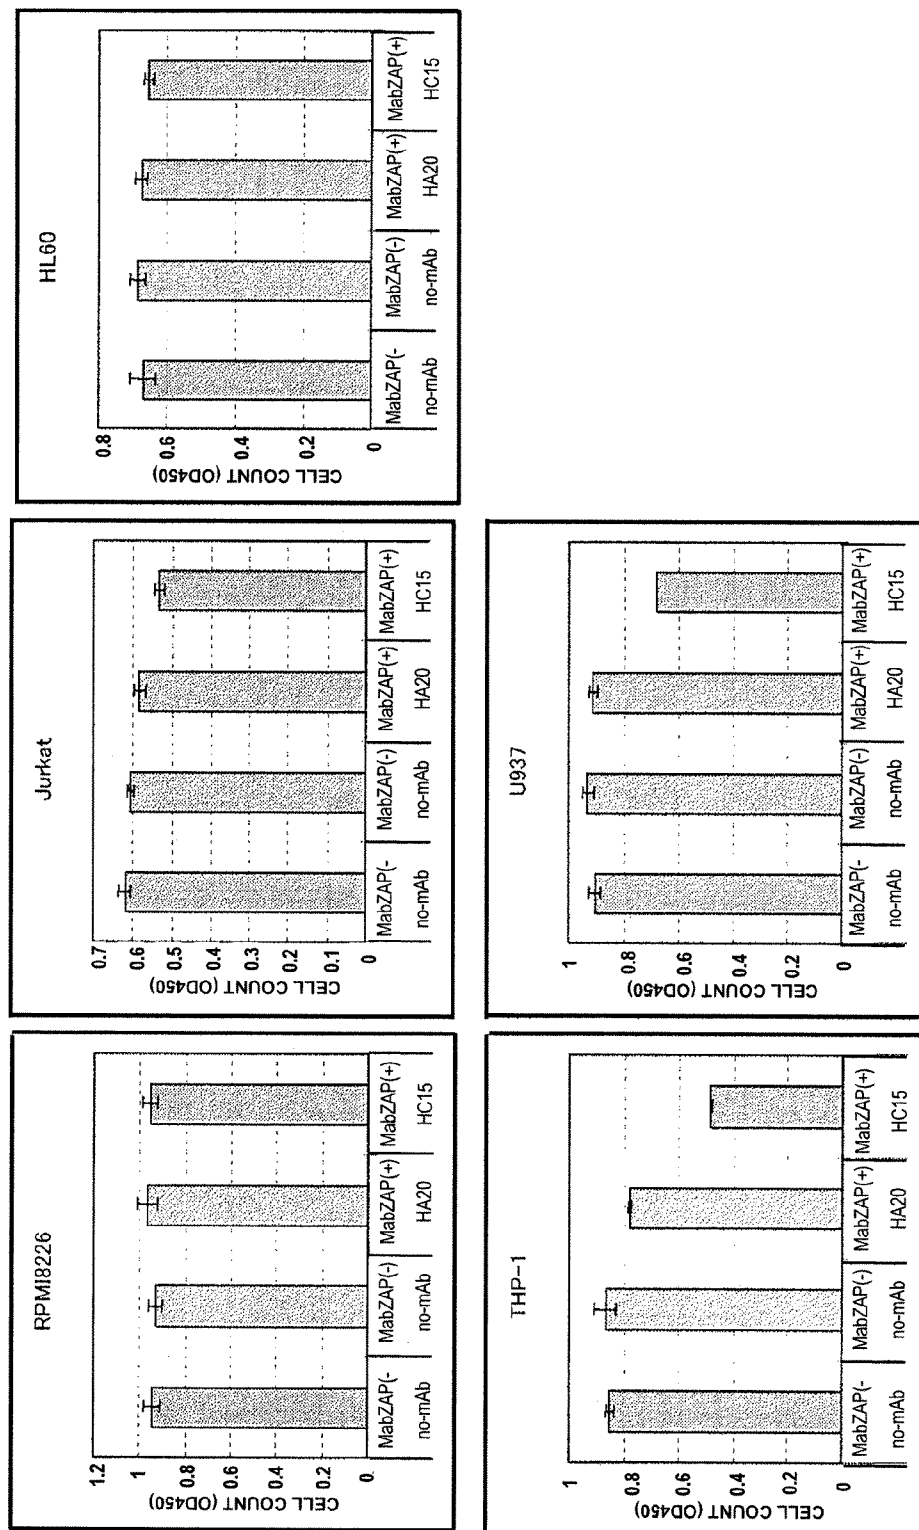 RPMI8226
CELL COUNT (OD450)
1.2
1
0.8
0.6
0.4
0.2
0
MabZAP(- MabZAP(-) MabZAP(+) MabZAP(+)
no-mAb no-mAb HA20 HC15
Jurkat
CELL COUNT (OD450)
0.7
0.6
0.5
0.4
0.3
0.2
0.1
0
MabZAP(- MabZAP(-) MabZAP(+) MabZAP(+)
no-mAb no-mAb HA20 HC15
HL60
CELL COUNT (OD450)
0.8
0.6
0.4
0.2
0
MabZAP(- MabZAP(-) MabZAP(+) MabZAP(+)
no-mAb no-mAb HA20 HC15
THP-1
CELL COUNT (OD450)
1
0.8
0.6
0.4
0.2
0
MabZAP(- MabZAP(-) MabZAP(+) MabZAP(+)
no-mAb no-mAb HA20 HC15
U937
CELL COUNT (OD450)
1
0.8
0.6
0.4
0.2
0
MabZAP(- MabZAP(-) MabZAP(+) MabZAP(+)
no-mAb no-mAb HA20 HC15